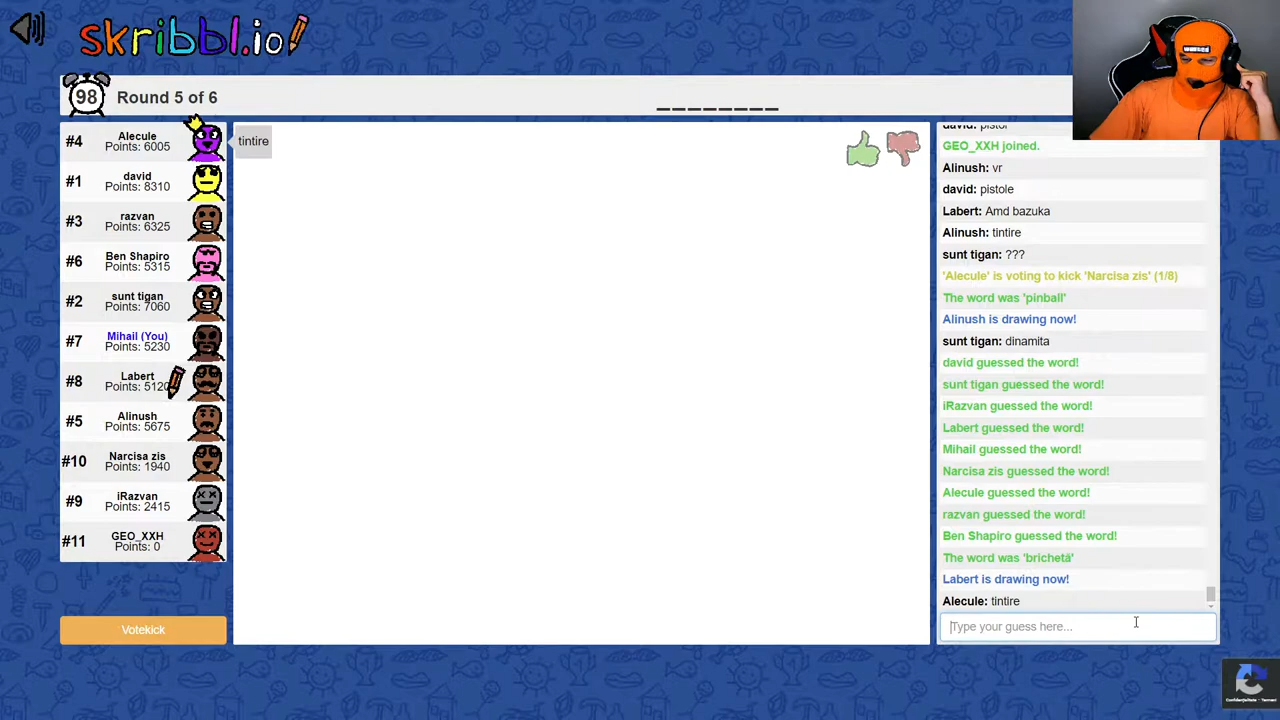 skribbl.io
98
Round 5 of 6
________
#4
Alecule
Points: 6005
tintire
#1
david
Points: 8310
#3
razvan
Points: 6325
#6
Ben Shapiro
Points: 5315
#2
sunt tigan
Points: 7060
#7
Mihail (You)
Points: 5230
#8
Labert
Points: 5120
#5
Alinush
Points: 5675
#10
Narcisa zis
Points: 1940
#9
iRazvan
Points: 2415
#11
GEO_XXH
Points: 0
Votekick
david: pistol
GEO_XXH joined.
Alinush: vr
david: pistole
Labert: Amd bazuka
Alinush: tintire
sunt tigan: ???
'Alecule' is voting to kick 'Narcisa zis' (1/8)
The word was 'pinball'
Alinush is drawing now!
sunt tigan: dinamita
david guessed the word!
sunt tigan guessed the word!
iRazvan guessed the word!
Labert guessed the word!
Mihail guessed the word!
Narcisa zis guessed the word!
Alecule guessed the word!
razvan guessed the word!
Ben Shapiro guessed the word!
The word was 'brichetă'
Labert is drawing now!
Alecule: tintire
Type your guess here...